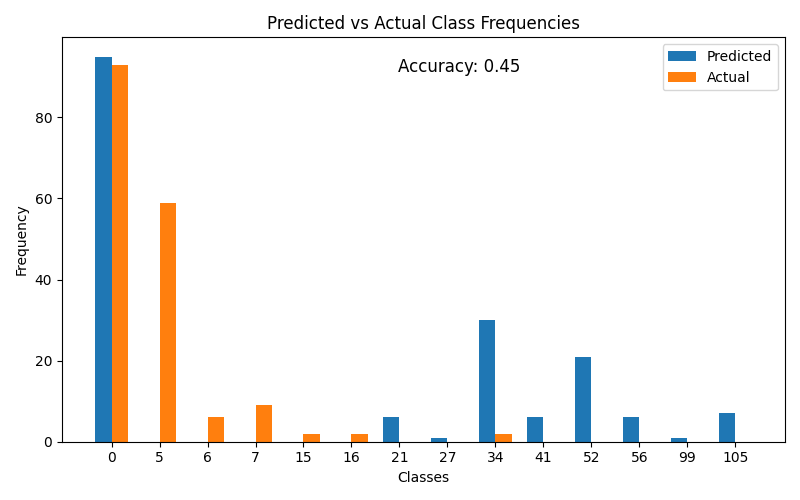 Predicted vs Actual Class Frequencies
Accuracy: 0.45
Predicted
Actual
Frequency
80
60
40
20
0
0 5 6 7 15 16 21 27 34 41 52 56 99 105
Classes